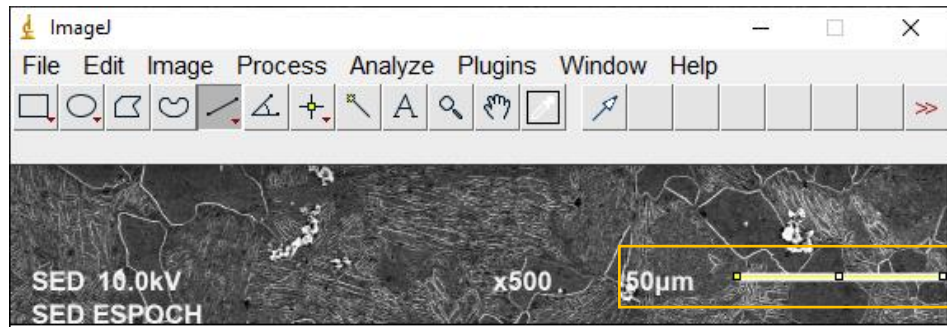 ImageJ
File Edit Image Process Analyze Plugins Window Help
A >>
SED 10.0kV x500 50µm
SED ESPOCH